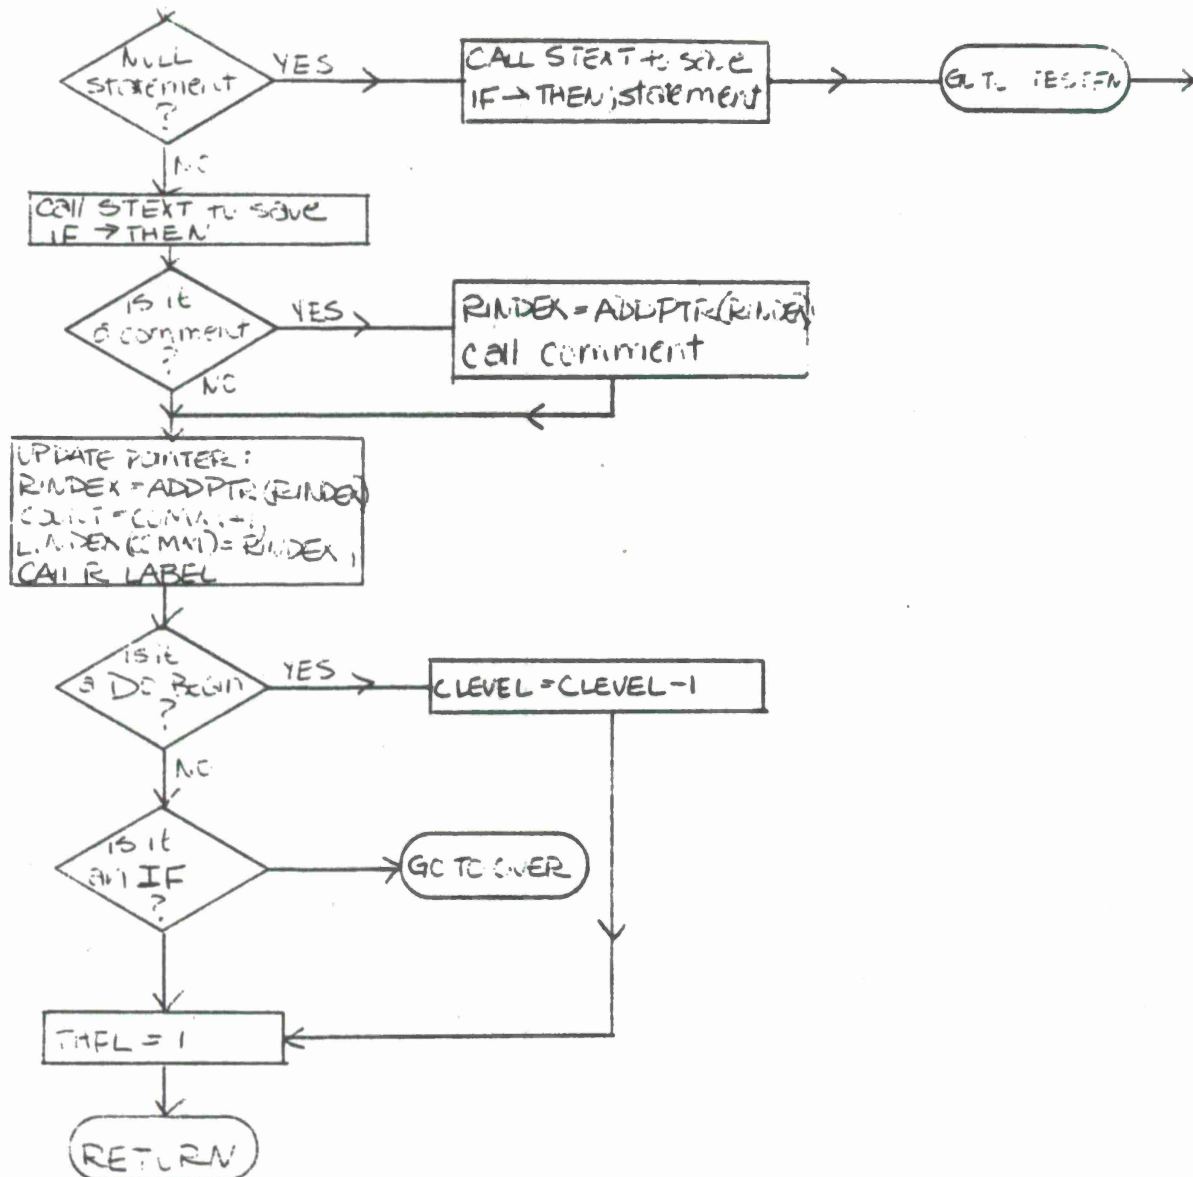 NULL
statement
?
YES
CALL STEXT to save
IF → THEN ; statement
GO TO
NO
Call STEXT to save
IF → THEN
is it
a comment
?
YES
RINDEX = ADDPTR(RINDEX)
call comment
NO
UPDATE POINTER:
RINDEX = ADDPTR(RINDEX)
= RINDEX,
Call R LABEL
is it
a DO Begin
?
YES
CLEVEL = CLEVEL - 1
NO
is it
an IF
?
GO TO OVER
THFL = 1
RETURN